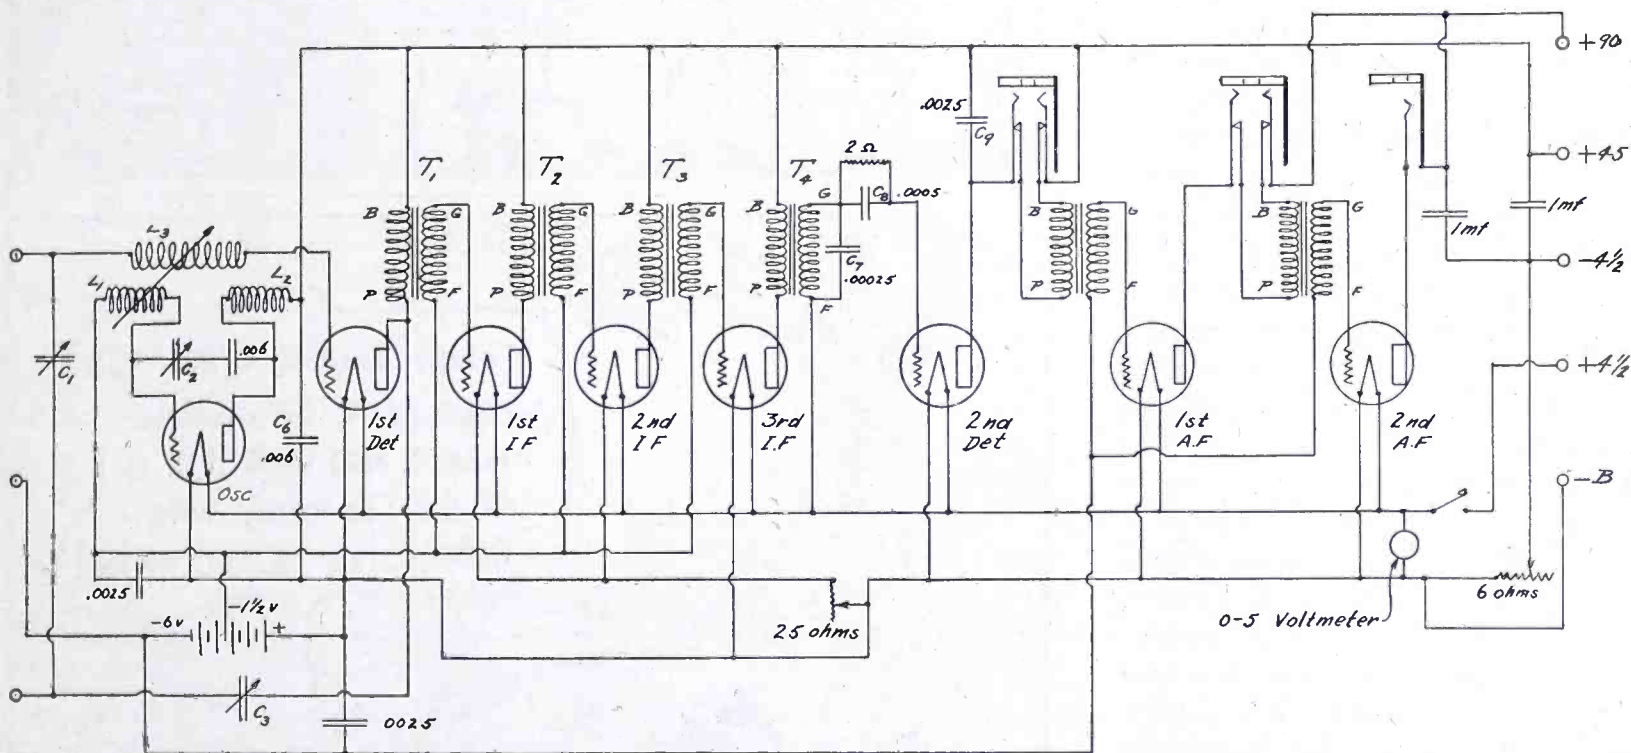 +90
.0025
C9
+45
1mf
1mf
-4½
+4½
-B
L3
L1
L2
T1
T2
T3
T4
B
G
P
F
B
G
P
F
B
G
P
F
B
G
P
F
2 Ω
C8 .0005
C7
.00025
B
G
P
F
B
G
P
F
C1
C2
.006
C6
.006
OSC
1st
Det
1st
I.F
2nd
I.F
3rd
I.F
2nd
Det
1st
A.F
2nd
A.F
.0025
-1½ v
-6v
+
25 ohms
0-5 Voltmeter
6 ohms
C3
.0025